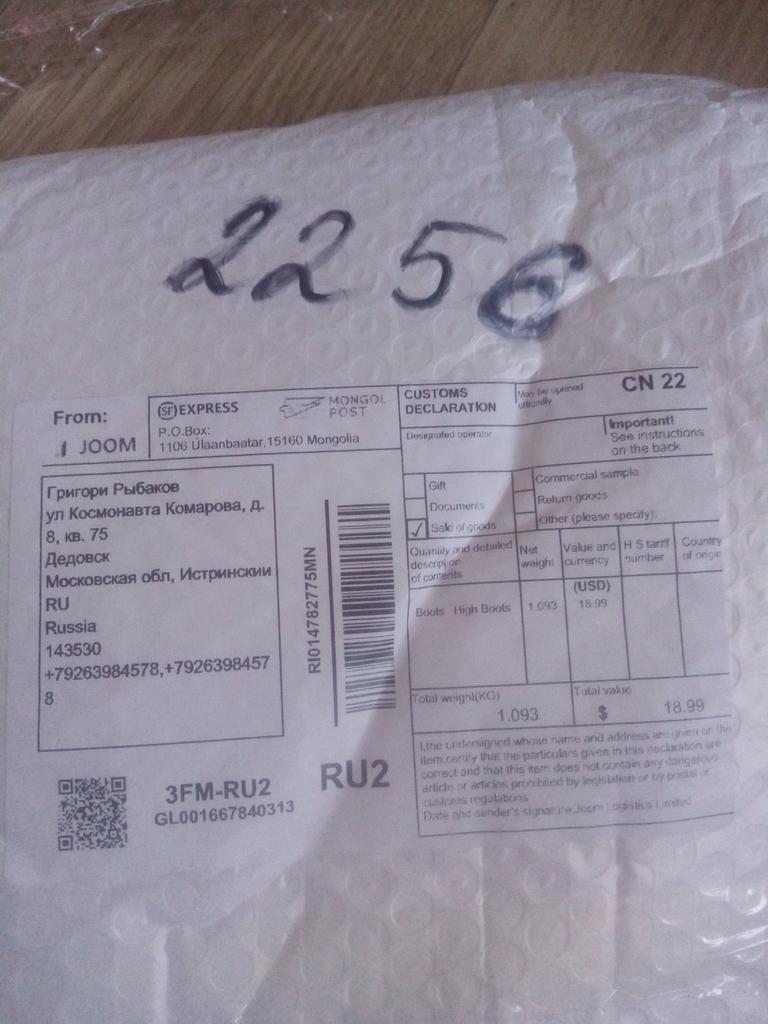 2256
From:
JOOM
SF EXPRESS
MONGOL
POST
P.O.Box:
1106 Ulaanbaatar,15160 Mongolia
CUSTOMS
DECLARATION
May be opened
officially
CN 22
Designated operator
Important!
See instructions
on the back
Григори Рыбаков
ул Космонавта Комарова, д.
8, кв. 75
Дедовск
Московская обл, Истринский
RU
Russia
143530
+79263984578,+7926398457
8
RI014782775MN
Gift
Documents
✓ Sale of goods
Commercial sample
Return goods
Other (please specify):
Quantity and detailed
description
of contents
Net
weight
Value and
currency
H S tariff
number
Country
of origin
(USD)
Boots High Boots
1.093
18.99
Total weight(KG)
1.093
Total value
$ 18.99
I,the undersigned,whose name and address are given on the
item,certify that the particulars given in this declaration are
correct and that this item does not contain any dangerous
article or articles prohibited by legislation or by postal or
customs regulations
Date and sender's signature Joom Logistics Limited
3FM-RU2
GL001667840313
RU2